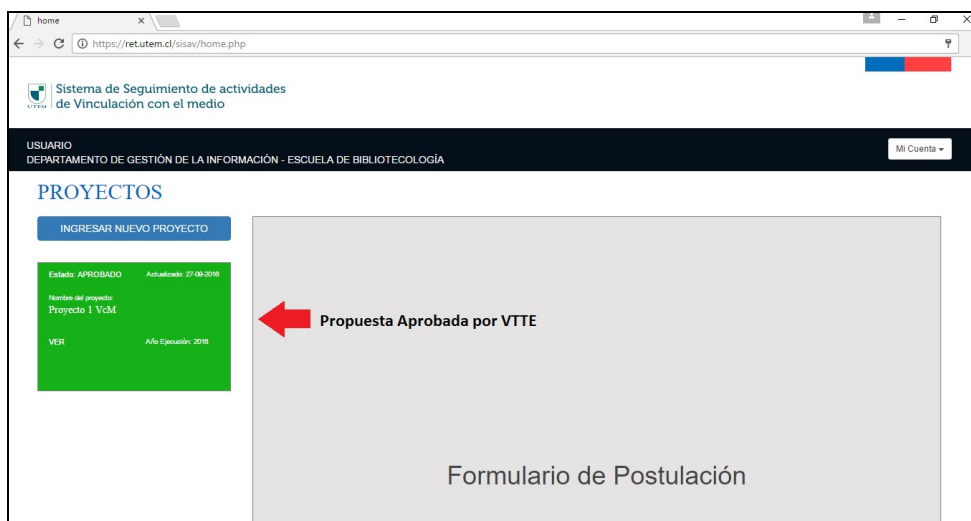 home
https://ret.utem.cl/sisav/home.php
UTEM
Sistema de Seguimiento de actividades
de Vinculación con el medio
USUARIO
DEPARTAMENTO DE GESTIÓN DE LA INFORMACIÓN - ESCUELA DE BIBLIOTECOLOGÍA
Mi Cuenta
PROYECTOS
INGRESAR NUEVO PROYECTO
Estado: APROBADO Actualizado: 27-09-2016
Nombre del proyecto:
Proyecto 1 VcM
VER Año Ejecución: 2016
Propuesta Aprobada por VTTE
Formulario de Postulación